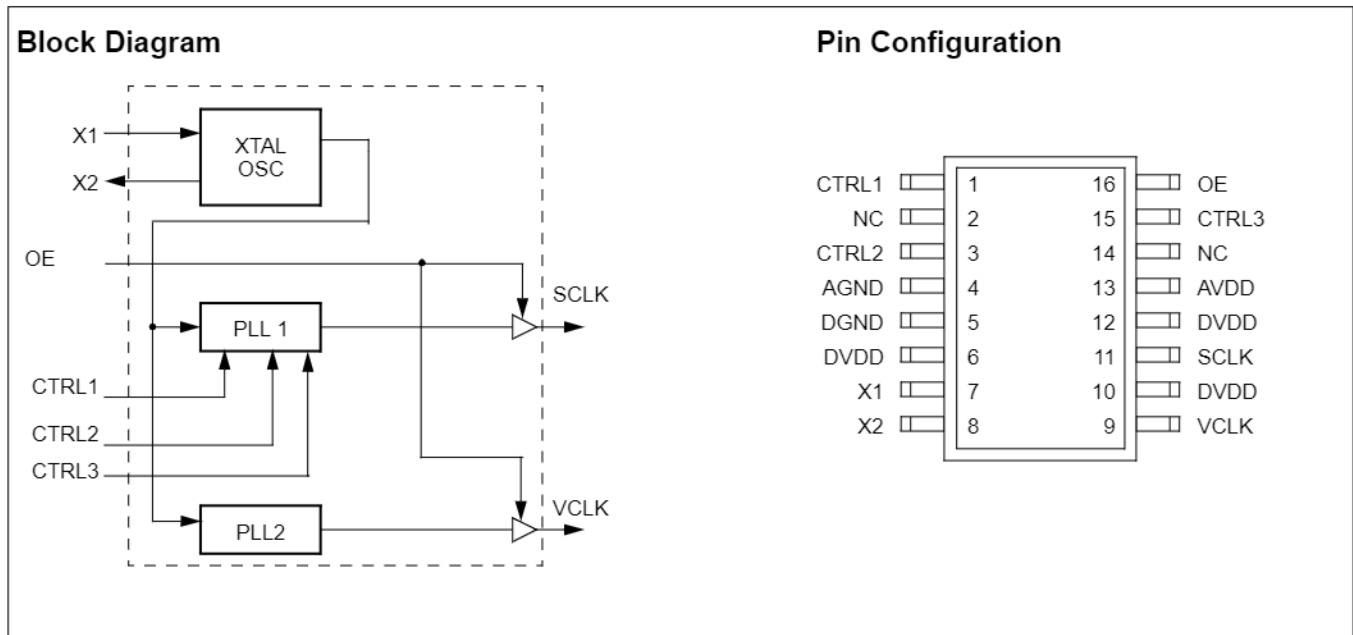 Block Diagram
X1
X2
XTAL
OSC
OE
SCLK
PLL 1
CTRL1
CTRL2
CTRL3
VCLK
PLL2
Pin Configuration
CTRL1 1 16 OE
NC 2 15 CTRL3
CTRL2 3 14 NC
AGND 4 13 AVDD
DGND 5 12 DVDD
DVDD 6 11 SCLK
X1 7 10 DVDD
X2 8 9 VCLK